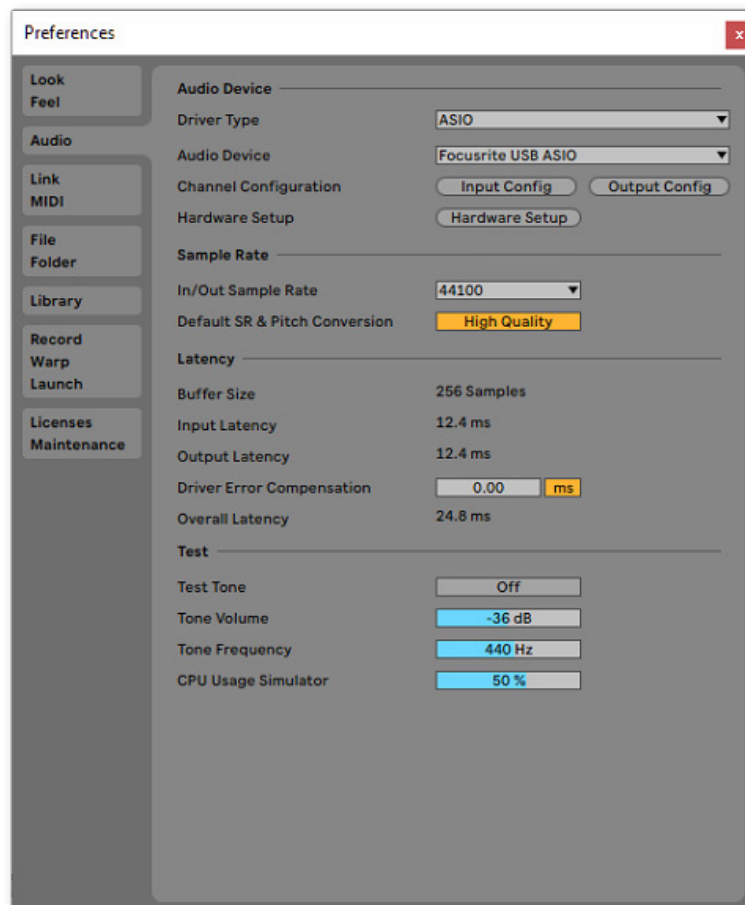 Preferences
x
Look
Feel
Audio
Link
MIDI
File
Folder
Library
Record
Warp
Launch
Licenses
Maintenance
Audio Device
Driver Type ASIO
Audio Device Focusrite USB ASIO
Channel Configuration Input Config Output Config
Hardware Setup Hardware Setup
Sample Rate
In/Out Sample Rate 44100
Default SR & Pitch Conversion High Quality
Latency
Buffer Size 256 Samples
Input Latency 12.4 ms
Output Latency 12.4 ms
Driver Error Compensation 0.00 ms
Overall Latency 24.8 ms
Test
Test Tone Off
Tone Volume -36 dB
Tone Frequency 440 Hz
CPU Usage Simulator 50 %